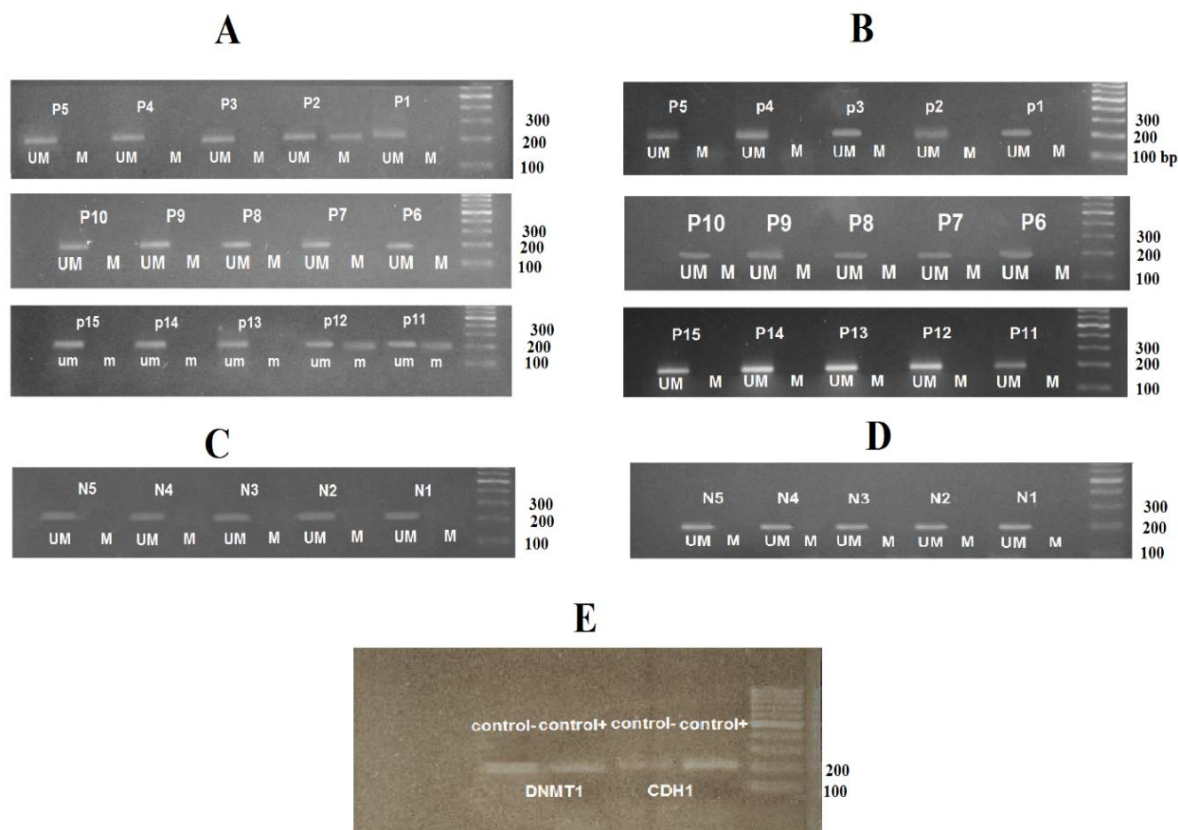 A
P5 P4 P3 P2 P1
UM M UM M UM M UM M UM M
300
200
100
P10 P9 P8 P7 P6
UM M UM M UM M UM M UM M
300
200
100
p15 p14 p13 p12 p11
um m um m um m um m um m
300
200
100
B
P5 p4 p3 p2 p1
UM M UM M UM M UM M UM M
300
200
100 bp
P10 P9 P8 P7 P6
UM M UM M UM M UM M UM M
300
200
100
P15 P14 P13 P12 P11
UM M UM M UM M UM M UM M
300
200
100
C
N5 N4 N3 N2 N1
UM M UM M UM M UM M UM M
300
200
100
D
N5 N4 N3 N2 N1
UM M UM M UM M UM M UM M
300
200
100
E
control- control+ control- control+
200
DNMT1 CDH1
100